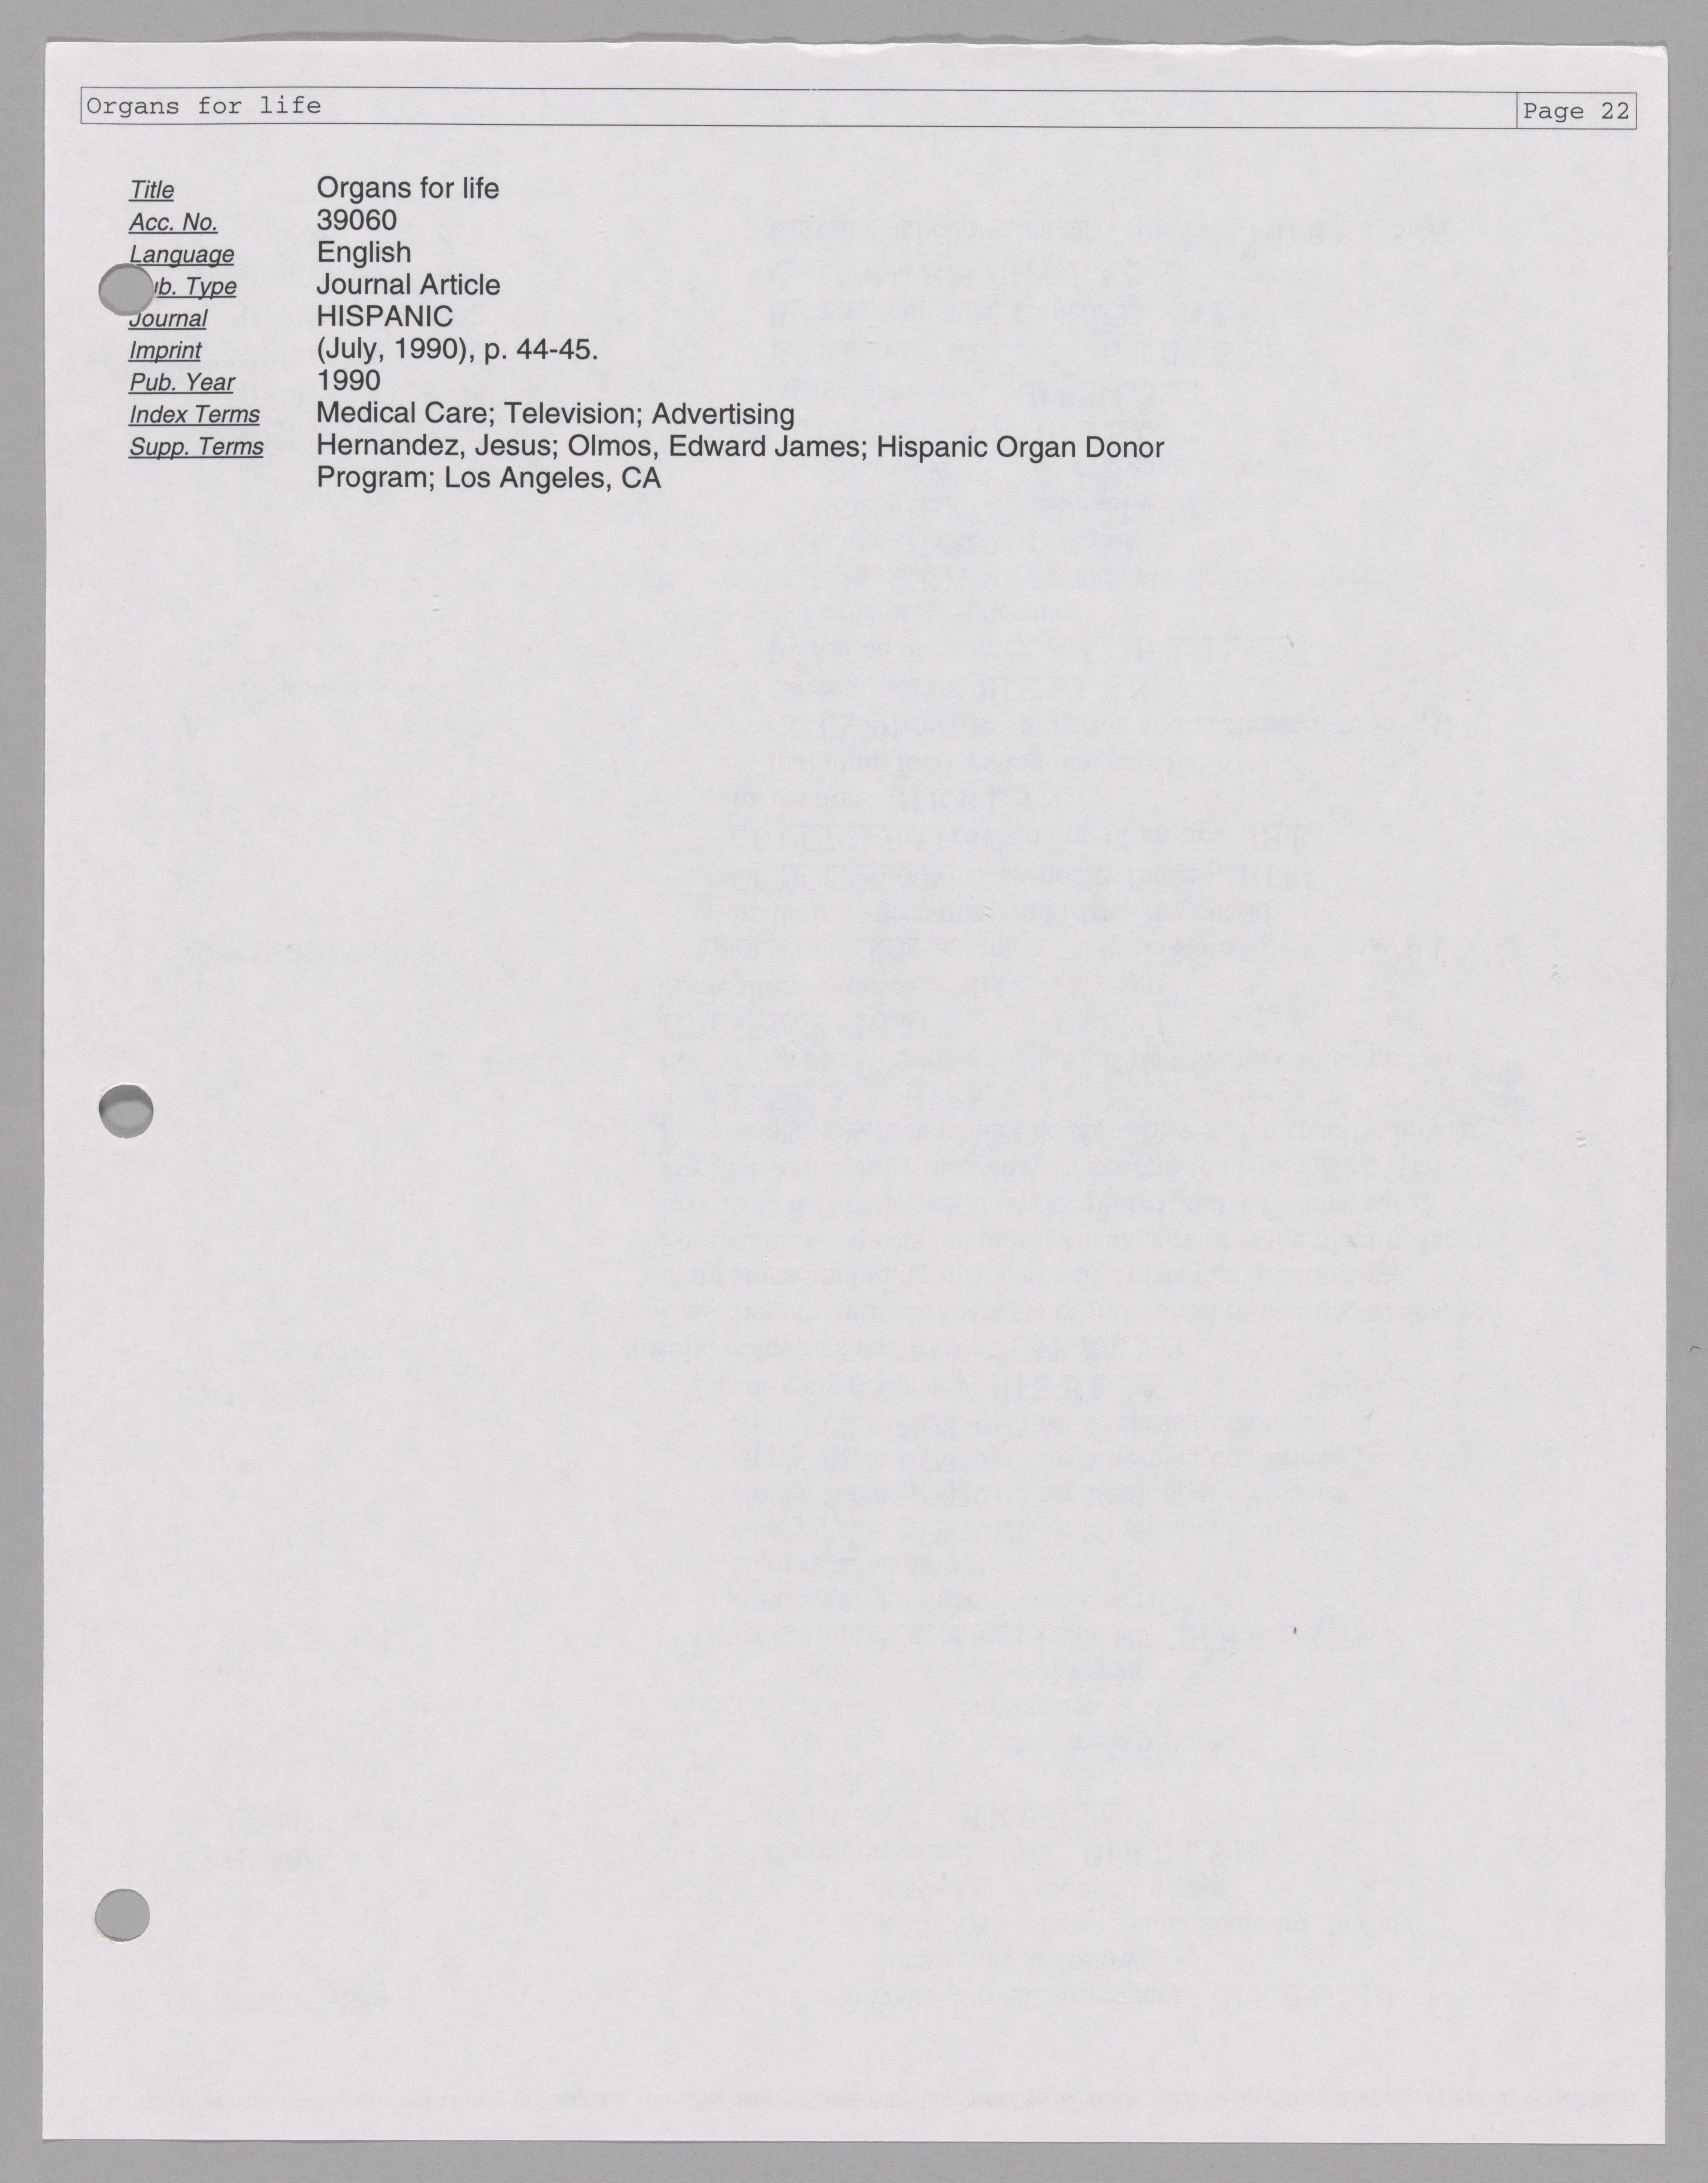 Organs for life Page 22
Title Organs for life
Acc. No. 39060
Language English
ub. Type Journal Article
Journal HISPANIC
Imprint (July, 1990), p. 44-45.
Pub. Year 1990
Index Terms Medical Care; Television; Advertising
Supp. Terms Hernandez, Jesus; Olmos, Edward James; Hispanic Organ Donor
Program; Los Angeles, CA